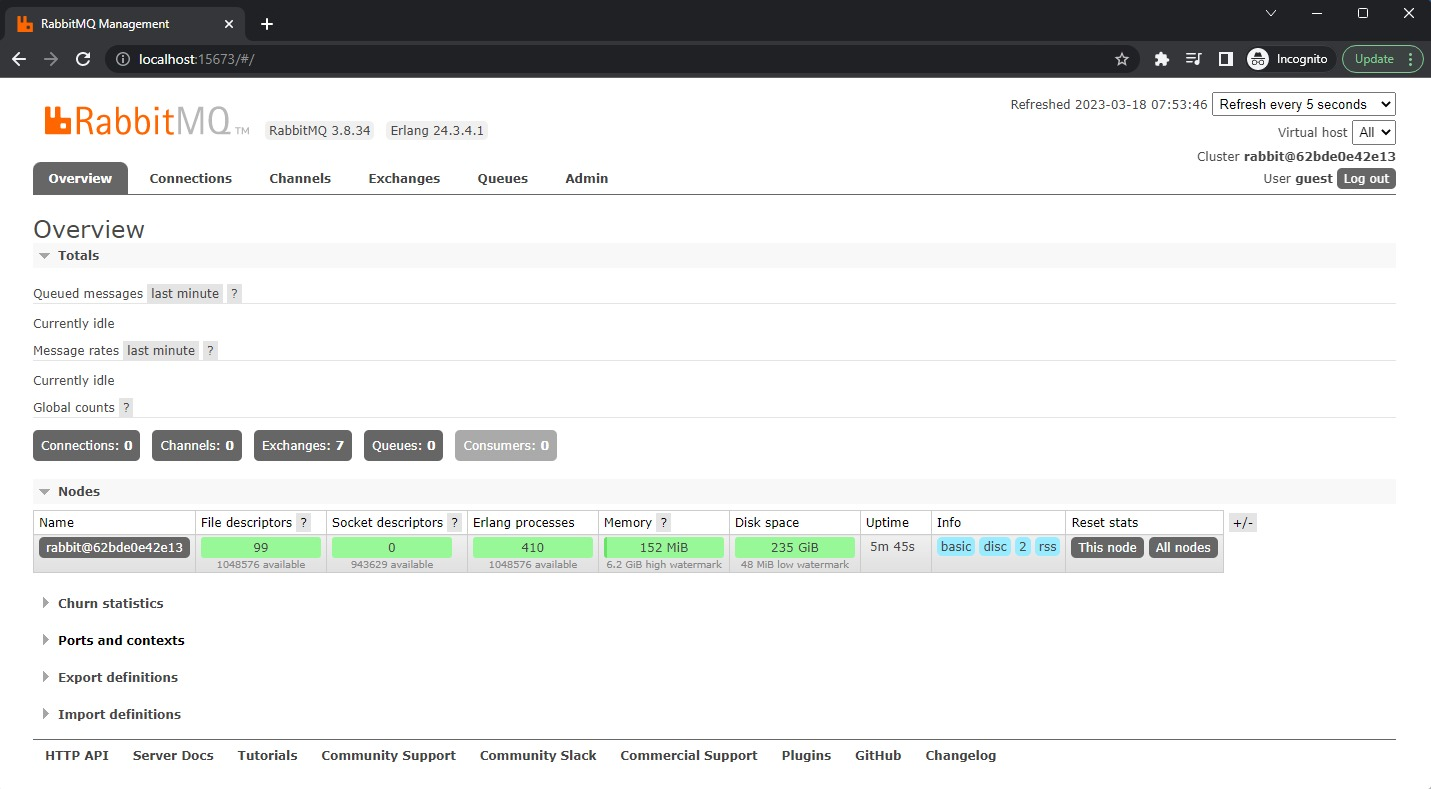 RabbitMQ Management
localhost:15673/#/
Incognito
Update
RabbitMQ TM
RabbitMQ 3.8.34
Erlang 24.3.4.1
Refreshed 2023-03-18 07:53:46 Refresh every 5 seconds
Virtual host All
Cluster rabbit@62bde0e42e13
User guest Log out
Overview Connections Channels Exchanges Queues Admin
Overview
Totals
Queued messages last minute ?
Currently idle
Message rates last minute ?
Currently idle
Global counts ?
Connections: 0 Channels: 0 Exchanges: 7 Queues: 0 Consumers: 0
Nodes
Name File descriptors ? Socket descriptors ? Erlang processes Memory ? Disk space Uptime Info Reset stats +/-
rabbit@62bde0e42e13 99 0 410 152 MiB 235 GiB 5m 45s basic disc 2 rss This node All nodes
1048576 available 943629 available 1048576 available 6.2 GiB high watermark 48 MiB low watermark
Churn statistics
Ports and contexts
Export definitions
Import definitions
HTTP API Server Docs Tutorials Community Support Community Slack Commercial Support Plugins GitHub Changelog